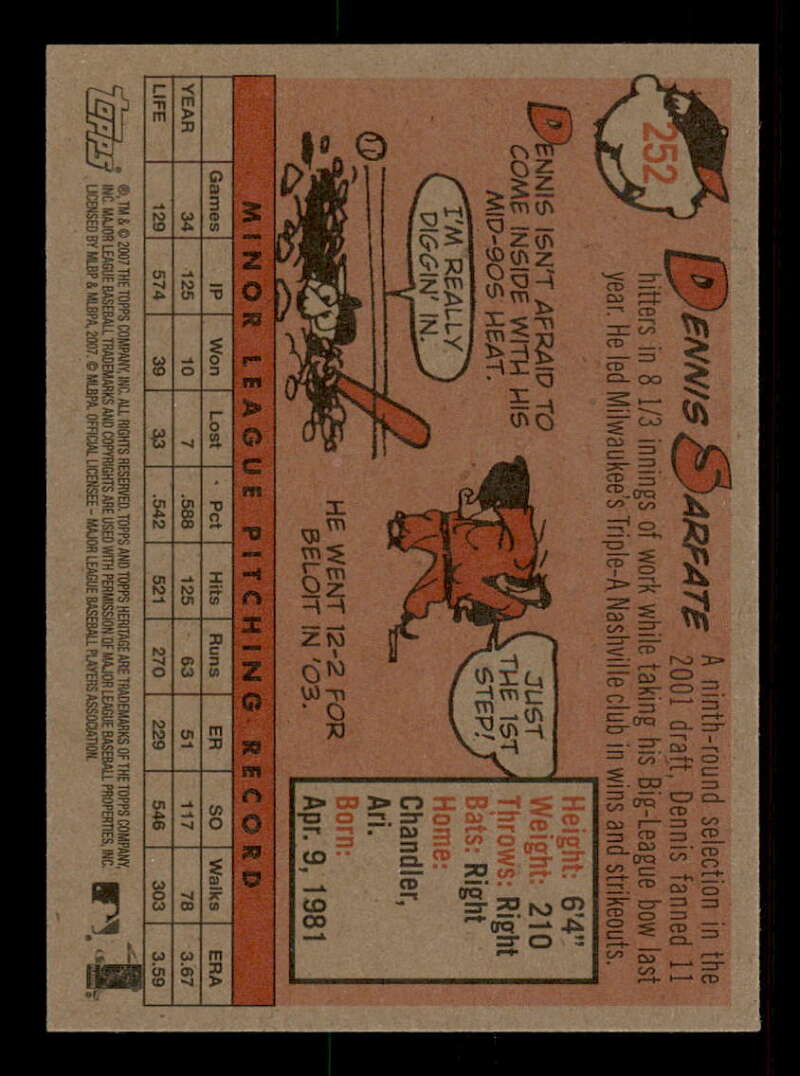 252
DENNIS SARFATE
A ninth-round selection in the
2001 draft, Dennis fanned 11
hitters in 8 1/3 innings of work while taking his Big-League bow last
year. He led Milwaukee's Triple-A Nashville club in wins and strikeouts.
DENNIS ISN'T AFRAID TO
COME INSIDE WITH HIS
MID-90S HEAT.
I'M REALLY
DIGGIN' IN.
JUST
THE 1ST
STEP!
HE WENT 12-2 FOR
BELOIT IN '03.
Height: 6'4"
Weight: 210
Throws: Right
Bats: Right
Home:
Chandler,
Ari.
Born:
Apr. 9, 1981
MINOR LEAGUE PITCHING RECORD
Games IP Won Lost Pct Hits Runs ER SO Walks ERA
YEAR 34 125 10 7 .588 125 63 51 117 78 3.67
LIFE 129 574 39 33 .542 521 270 229 546 303 3.59
Topps
®, TM & © 2007 THE TOPPS COMPANY, INC. ALL RIGHTS RESERVED. TOPPS AND TOPPS HERITAGE ARE TRADEMARKS OF THE TOPPS COMPANY,
INC. MAJOR LEAGUE BASEBALL TRADEMARKS AND COPYRIGHTS ARE USED WITH PERMISSION OF MAJOR LEAGUE BASEBALL PROPERTIES, INC.
LICENSED BY MLBP & MLBPA, 2007. © MLBPA. OFFICIAL LICENSEE – MAJOR LEAGUE BASEBALL PLAYERS ASSOCIATION.